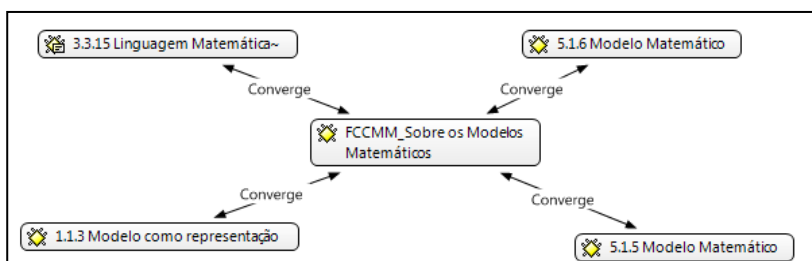 3.3.15 Linguagem Matemática~
5.1.6 Modelo Matemático
Converge
Converge
FCCMM_Sobre os Modelos
Matemáticos
Converge
Converge
1.1.3 Modelo como representação
5.1.5 Modelo Matemático